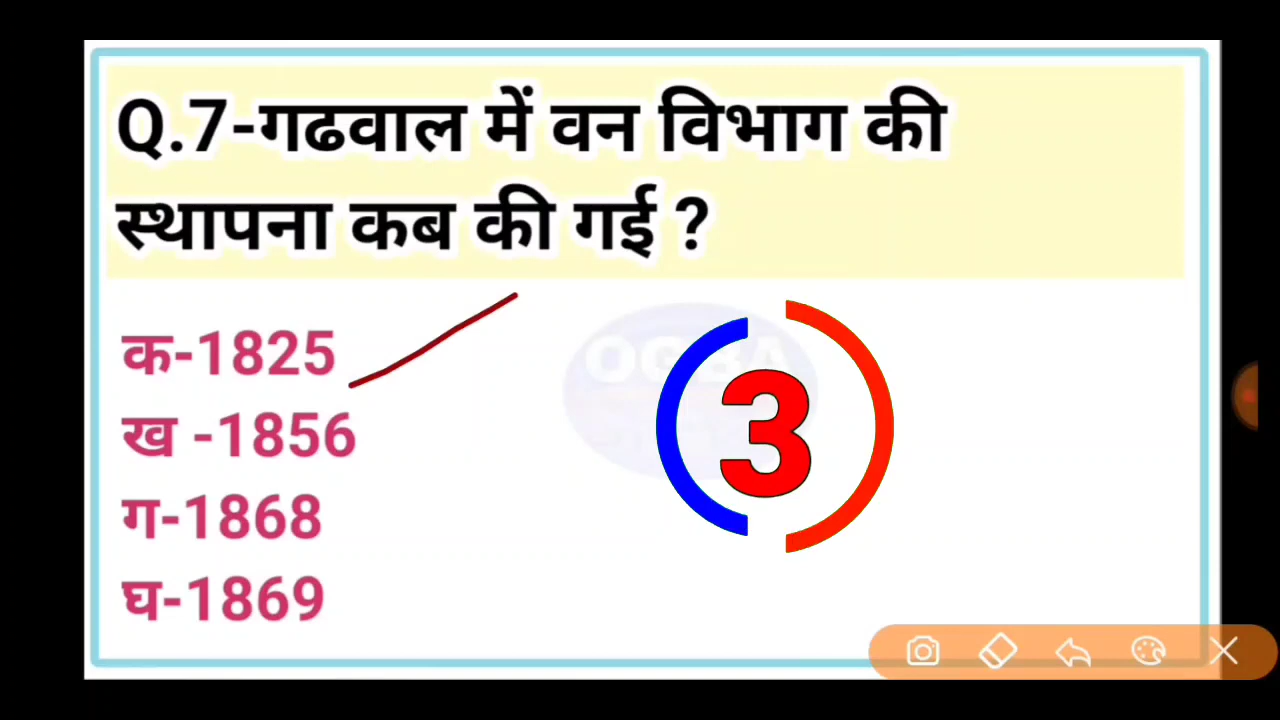 Q.7-गढवाल में वन विभाग की
स्थापना कब की गई ?
क-1825
ख -1856
ग-1868
घ-1869
3